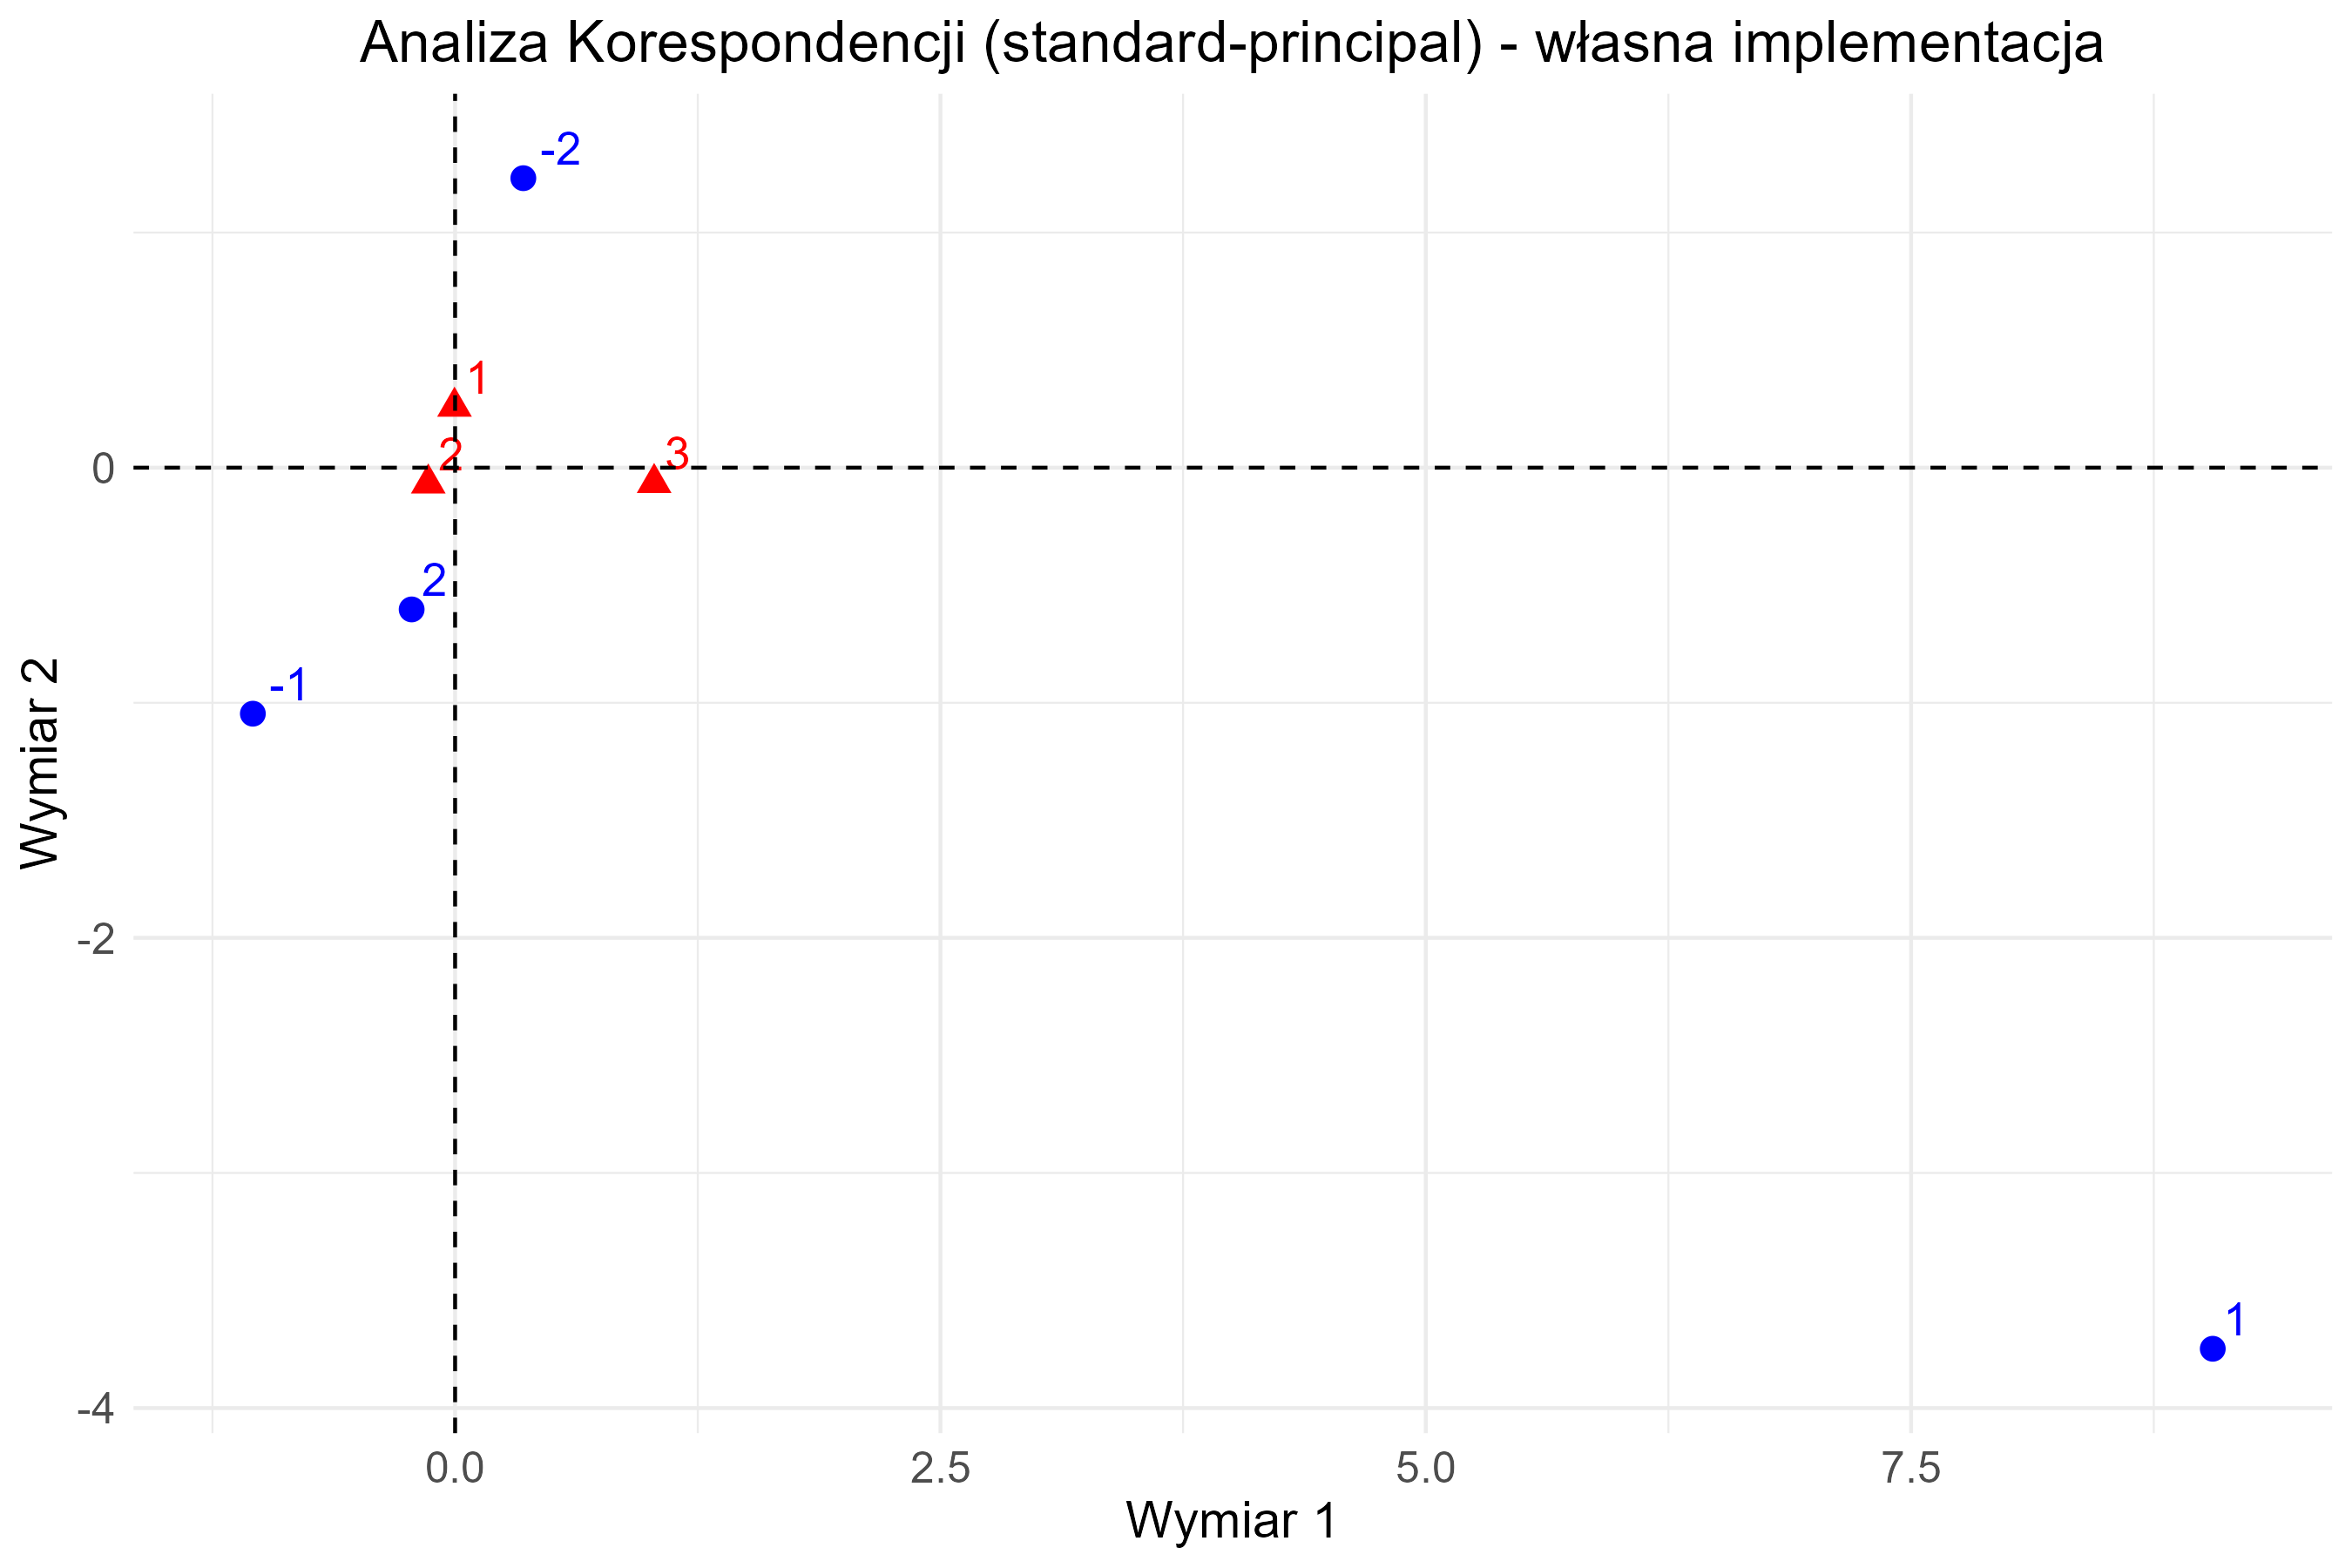 Analiza Korespondencji (standard-principal) - własna implementacja
-2
1
2
3
0
2
-1
Wymiar 2
-2
1
-4
0.0 2.5 5.0 7.5
Wymiar 1